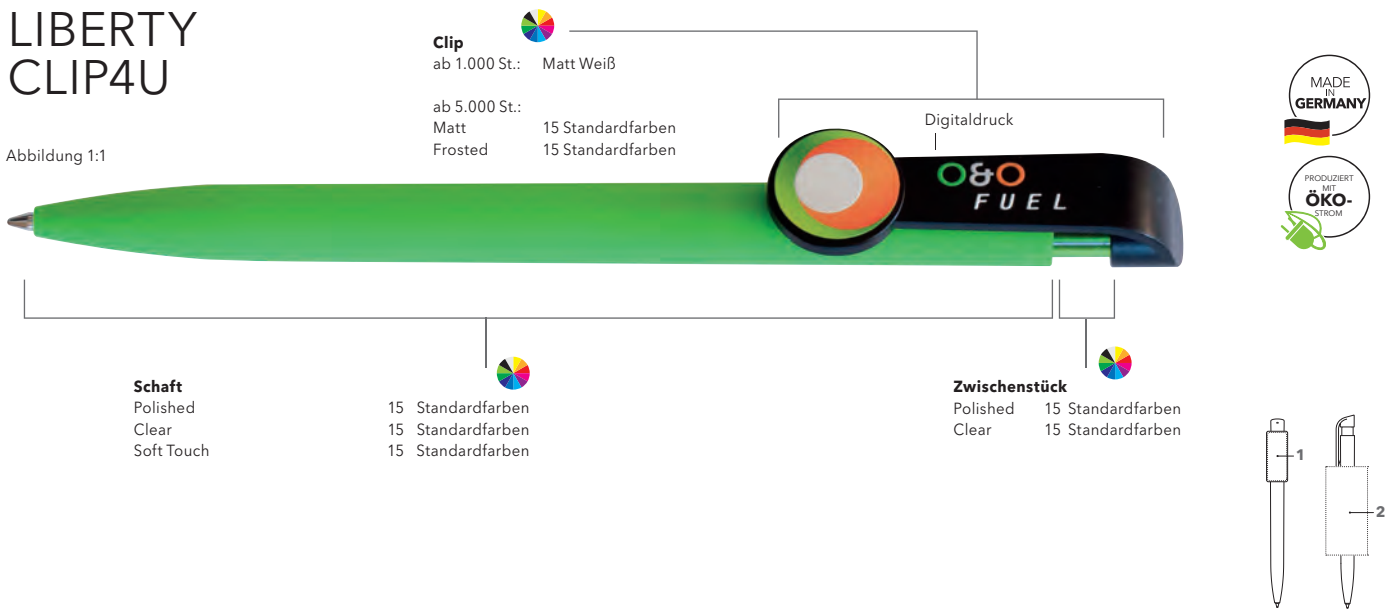 LIBERTY
CLIP4U
Abbildung 1:1
Clip
ab 1.000 St.: Matt Weiß
ab 5.000 St.:
Matt 15 Standardfarben
Frosted 15 Standardfarben
Digitaldruck
O&O
FUEL
MADE
IN
GERMANY
PRODUZIERT
MIT
ÖKO-
STROM
Schaft
Polished 15 Standardfarben
Clear 15 Standardfarben
Soft Touch 15 Standardfarben
Zwischenstück
Polished 15 Standardfarben
Clear 15 Standardfarben
1
2